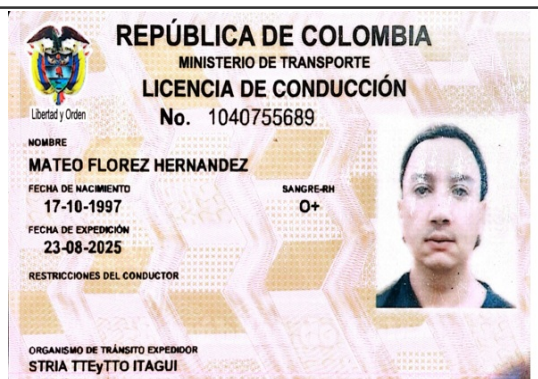 REPÚBLICA DE COLOMBIA
MINISTERIO DE TRANSPORTE
LICENCIA DE CONDUCCIÓN
Libertad y Orden
No. 1040755689
NOMBRE
MATEO FLOREZ HERNANDEZ
FECHA DE NACIMIENTO SANGRE-RH
17-10-1997 O+
FECHA DE EXPEDICIÓN
23-08-2025
RESTRICCIONES DEL CONDUCTOR
ORGANISMO DE TRÁNSITO EXPEDIDOR
STRIA TTEyTTO ITAGUI